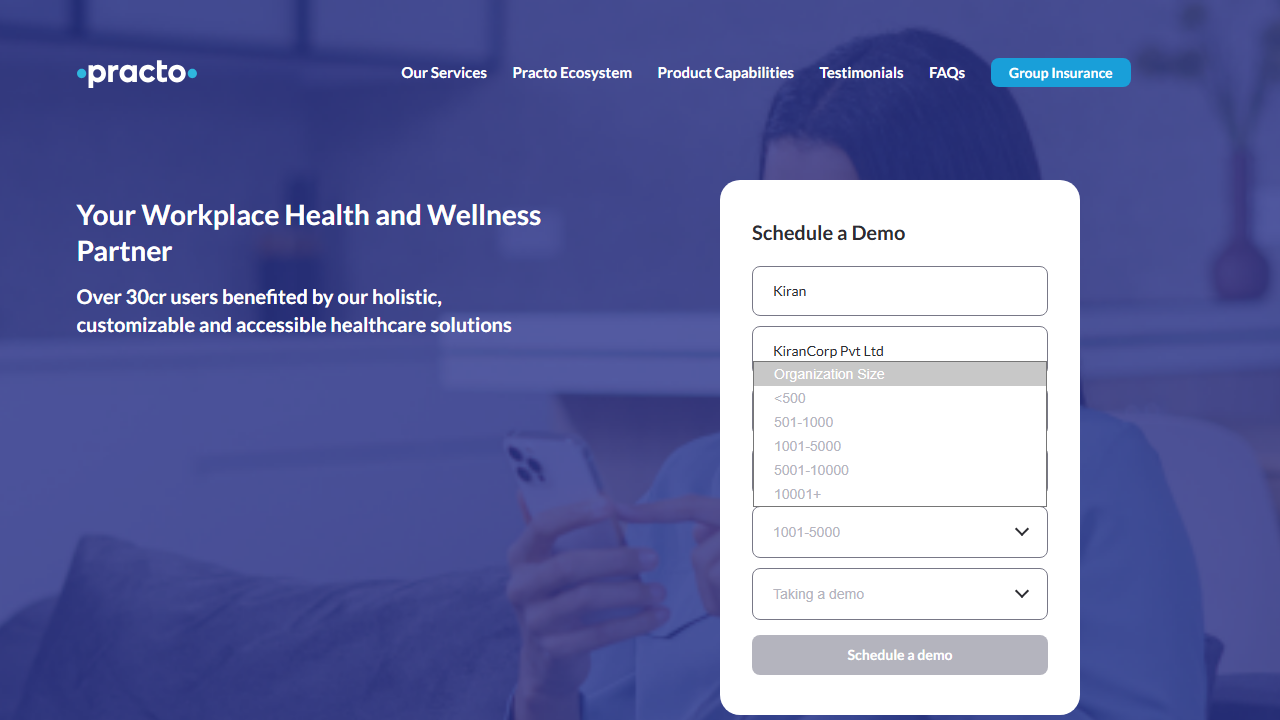 practo
Our Services
Practo Ecosystem
Product Capabilities
Testimonials
FAQs
Group Insurance
Your Workplace Health and Wellness
Partner
Over 30cr users benefited by our holistic,
customizable and accessible healthcare solutions
Schedule a Demo
Kiran
KiranCorp Pvt Ltd
Organization Size
<500
501-1000
1001-5000
5001-10000
10001+
1001-5000
Taking a demo
Schedule a demo